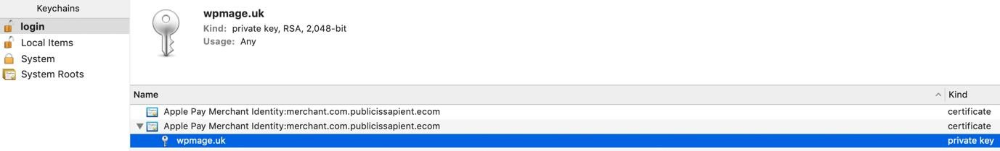 Keychains
login
Local Items
System
System Roots
wpmage.uk
Kind: private key, RSA, 2,048-bit
Usage: Any
Name Kind
Apple Pay Merchant Identity:merchant.com.publicissapient.ecom certificate
Apple Pay Merchant Identity:merchant.com.publicissapient.ecom certificate
wpmage.uk private key